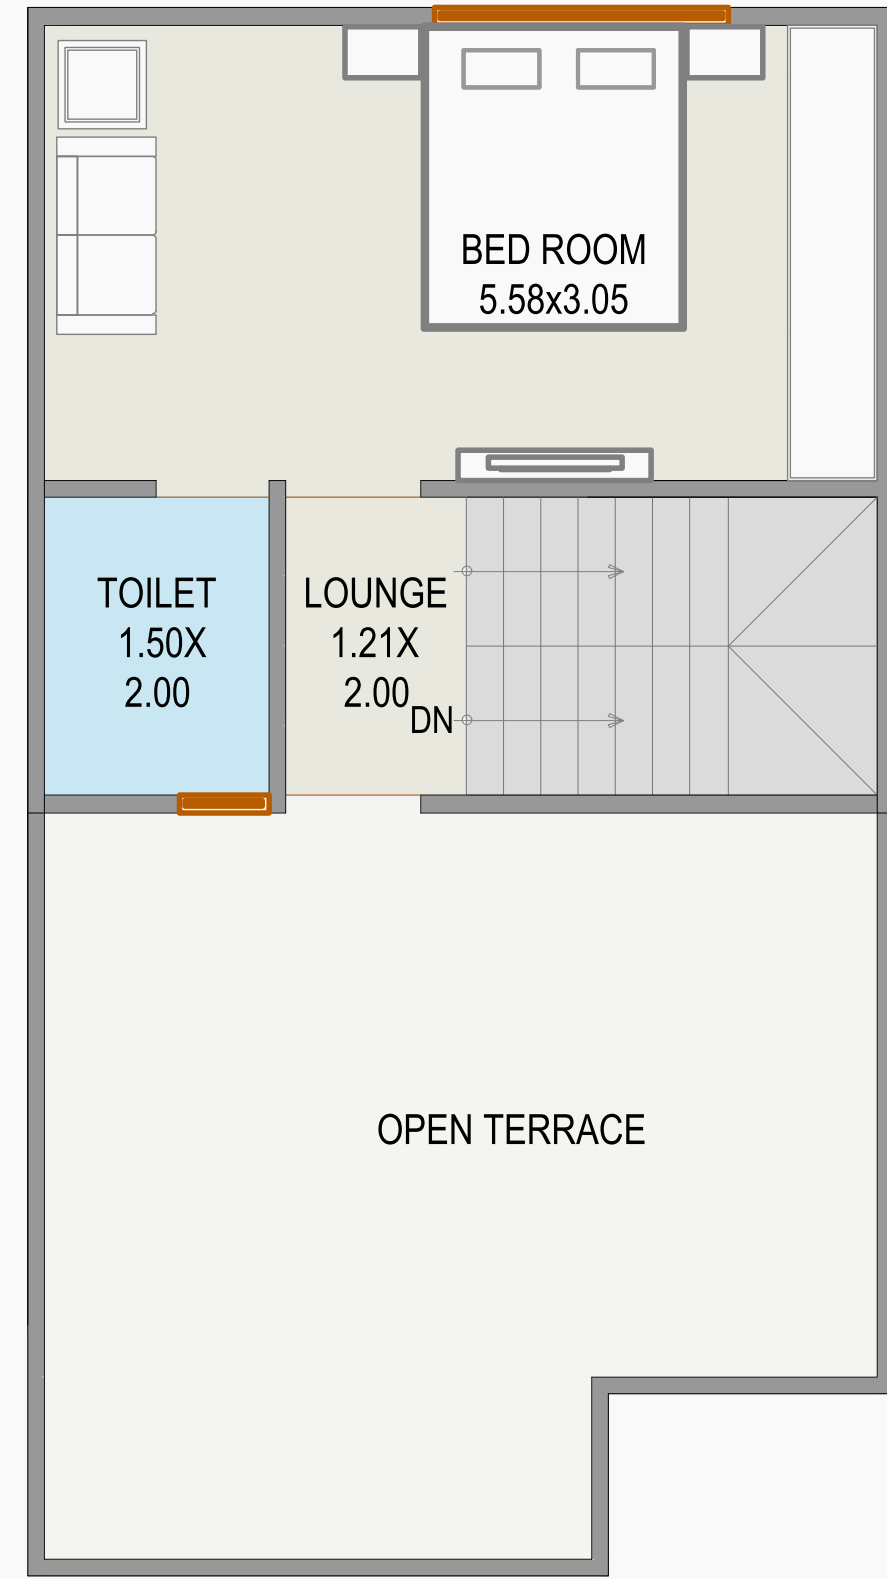 BED ROOM
5.58x3.05
TOILET
1.50X
2.00
LOUNGE
1.21X
2.00
DN
OPEN TERRACE